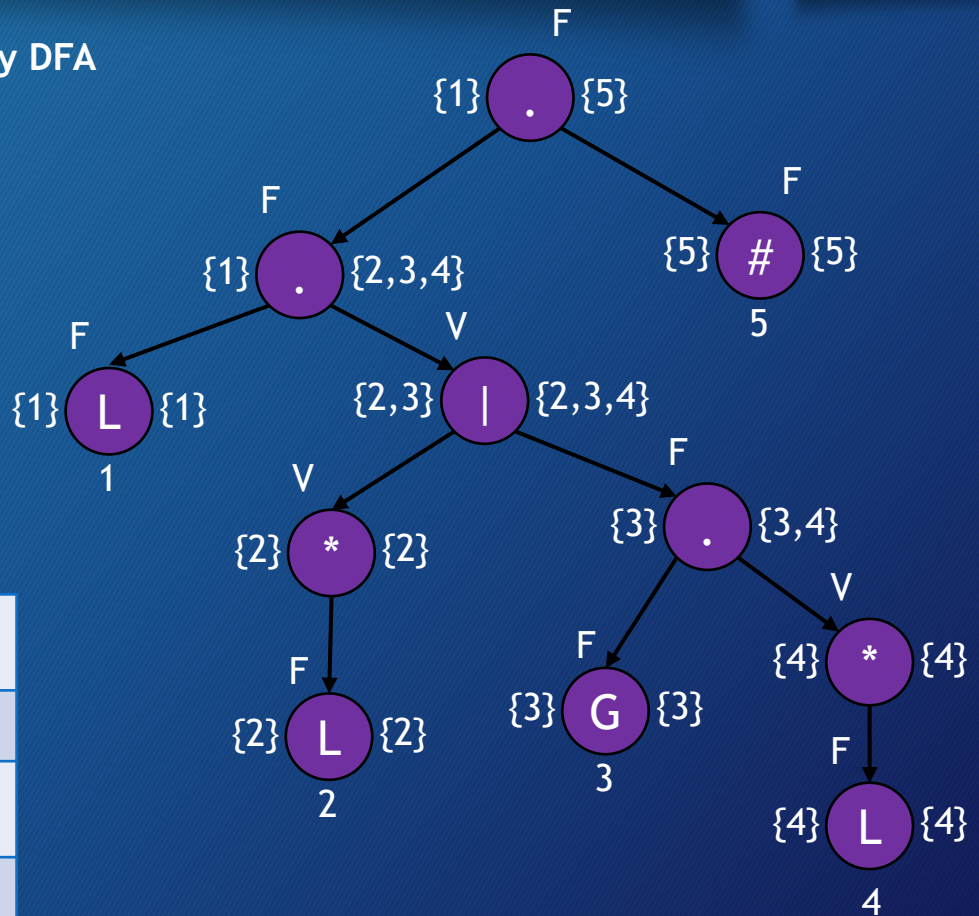 F
y DFA
{1} . {5}
F
F
{1} . {2,3,4}
{5} # {5}
5
F
V
{1} L {1}
1
{2,3} | {2,3,4}
V
F
{2} * {2}
{3} . {3,4}
V
F
F
{4} * {4}
{2} L {2}
2
{3} G {3}
3
F
{4} L {4}
4